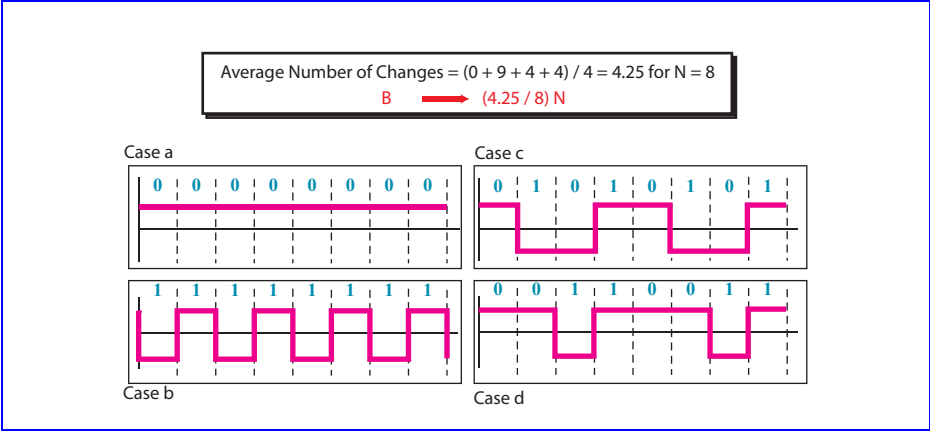 Average Number of Changes = (0 + 9 + 4 + 4) / 4 = 4.25 for N = 8
B (4.25 / 8) N
Case a
0 0 0 0 0 0 0 0
Case c
0 1 0 1 0 1 0 1
1 1 1 1 1 1 1 1
Case b
0 0 1 1 0 0 1 1
Case d